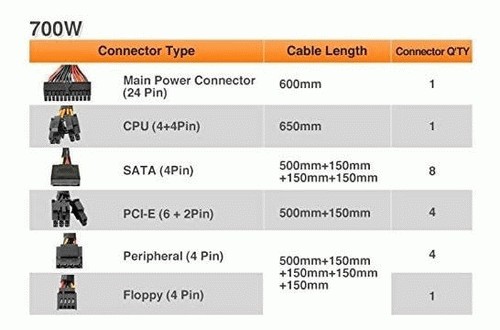 700W
Connector Type Cable Length Connector Q'TY
Main Power Connector
(24 Pin) 600mm 1
CPU (4+4Pin) 650mm 1
SATA (4Pin) 500mm+150mm
+150mm+150mm 8
PCI-E (6 + 2Pin) 500mm+150mm 4
Peripheral (4 Pin) 4
500mm+150mm
+150mm+150mm
+150mm
Floppy (4 Pin) 1